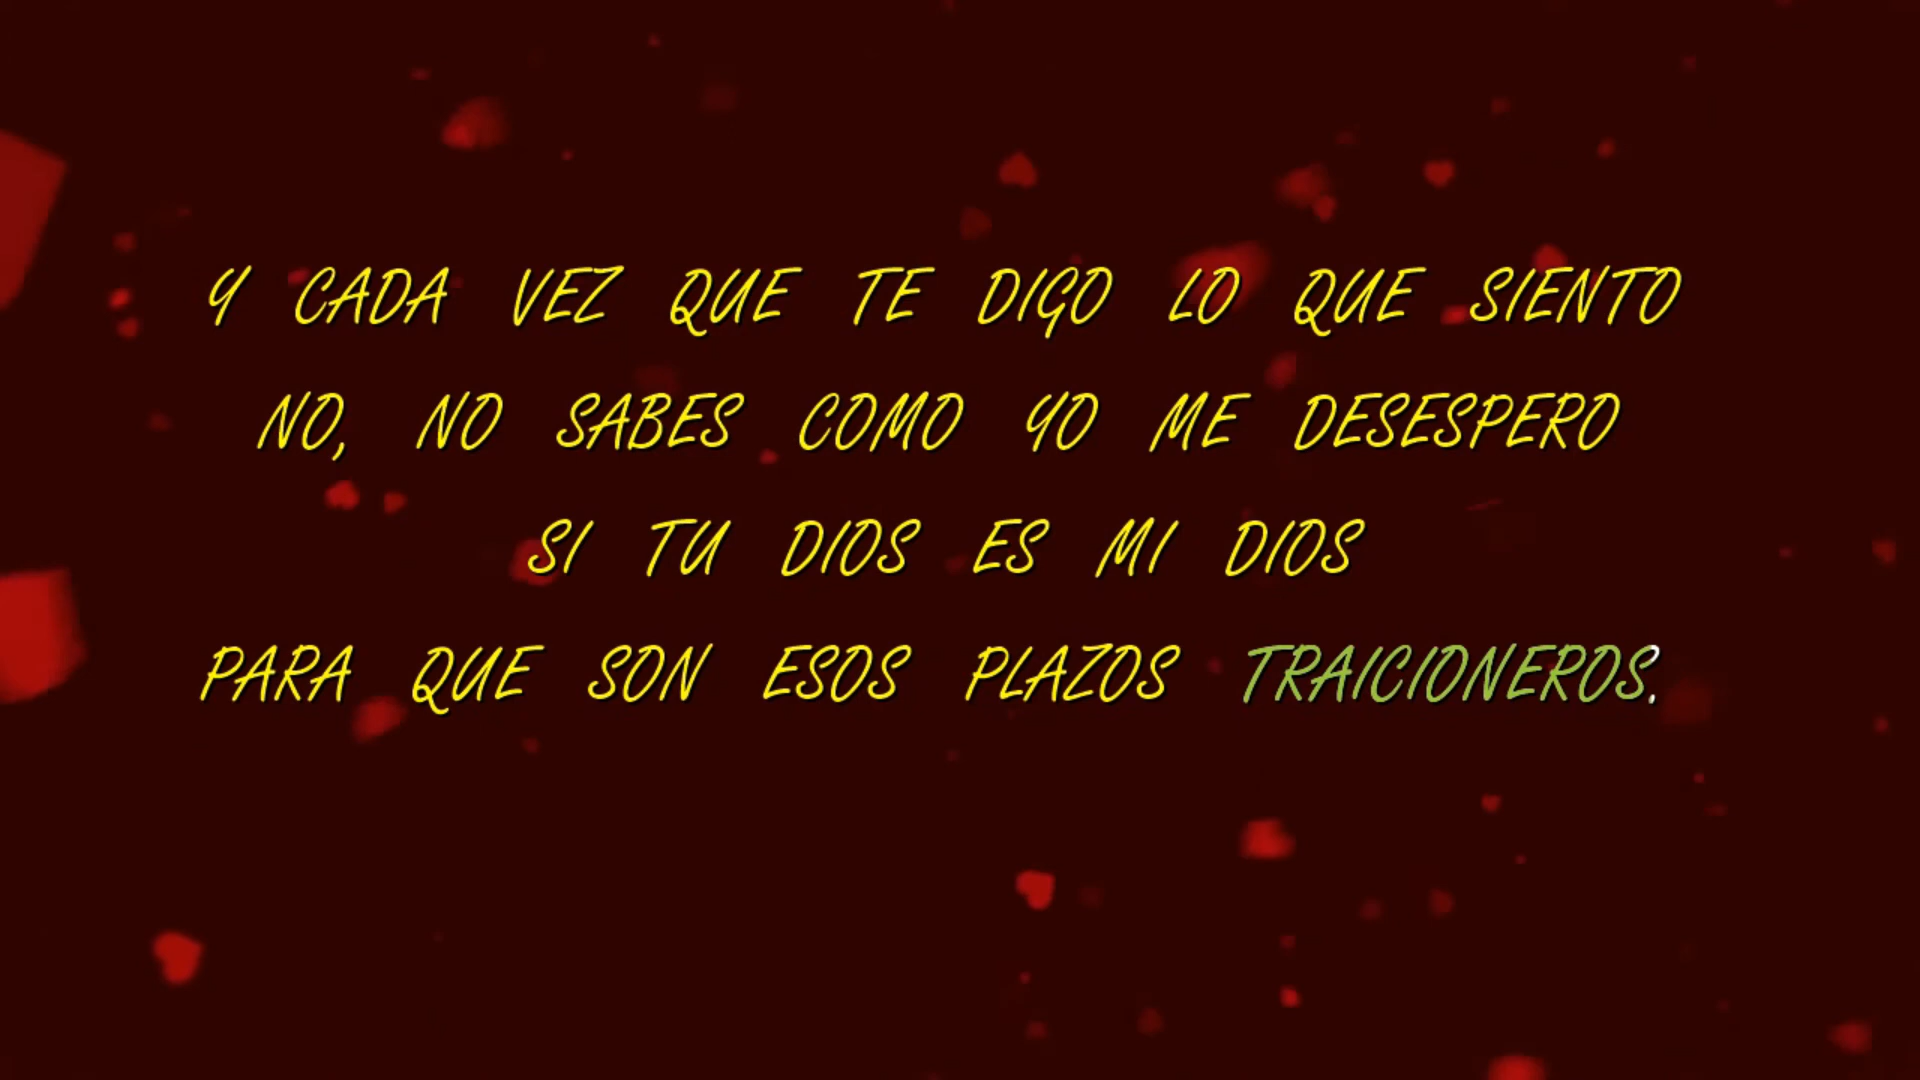 Y CADA VEZ QUE TE DIGO LO QUE SIENTO
NO, NO SABES COMO YO ME DESESPERO
SI TU DIOS ES MI DIOS
PARA QUE SON ESOS PLAZOS TRAICIONEROS.